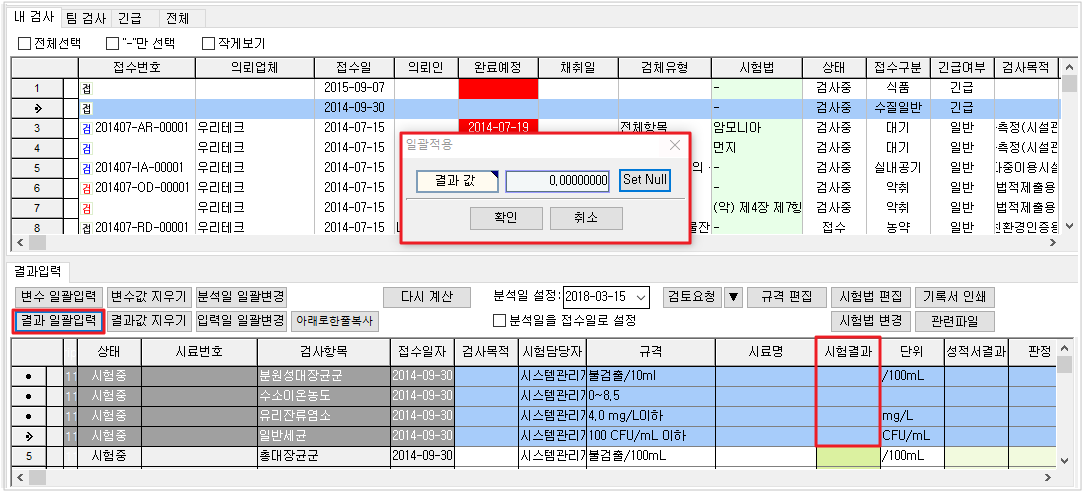 내 검사 팀 검사 긴급 전체
전체선택 "-"만 선택 작게보기
접수번호 의뢰업체 접수일 의뢰인 완료예정 채취일 검체유형 시험법 상태 접수구분 긴급여부 검사목적
1 접 2015-09-07 - 검사중 식품 긴급
접 2014-09-30 - 검사중 수질일반 긴급
3 검 201407-AR-00001 우리테크 2014-07-15 2014-07-19 전체항목 암모니아 검사중 대기 일반 측정(시설관
4 검 우리테크 2014-07-15 먼지 검사중 대기 일반 측정(시설관
5 검 201407-IA-00001 우리테크 2014-07-15 의 - 검사중 실내공기 일반 다중이용시설
6 검 201407-OD-00001 우리테크 2014-07-15 - 검사중 악취 일반 법적제출용
7 검 우리테크 2014-07-15 (악) 제4장 제7항 검사중 악취 일반 법적제출용
8 접 201407-RD-00001 우리테크 2014-07-15 물잔 - 접수 농약 일반 친환경인증용
일괄적용
결과 값 0.00000000 Set Null
확인 취소
결과입력
변수 일괄입력 변수값 지우기 분석일 일괄변경 다시 계산 분석일 설정: 2018-03-15 검토요청 ▼ 규격 편집 시험법 편집 기록서 인쇄
결과 일괄입력 결과값 지우기 입력일 일괄변경 아래로한줄복사 분석일을 접수일로 설정 시험법 변경 관련파일
상태 시료번호 검사항목 접수일자 검사목적 시험담당자 규격 시료명 시험결과 단위 성적서결과 판정
11 시험중 분원성대장균군 2014-09-30 시스템관리자 불검출/10ml /100mL
11 시험중 수소이온농도 2014-09-30 시스템관리자 0~8.5
11 시험중 유리잔류염소 2014-09-30 시스템관리자 4.0 mg/L이하 mg/L
11 시험중 일반세균 2014-09-30 시스템관리자 100 CFU/mL 이하 CFU/mL
5 시험중 총대장균군 2014-09-30 시스템관리자 불검출/100mL /100mL